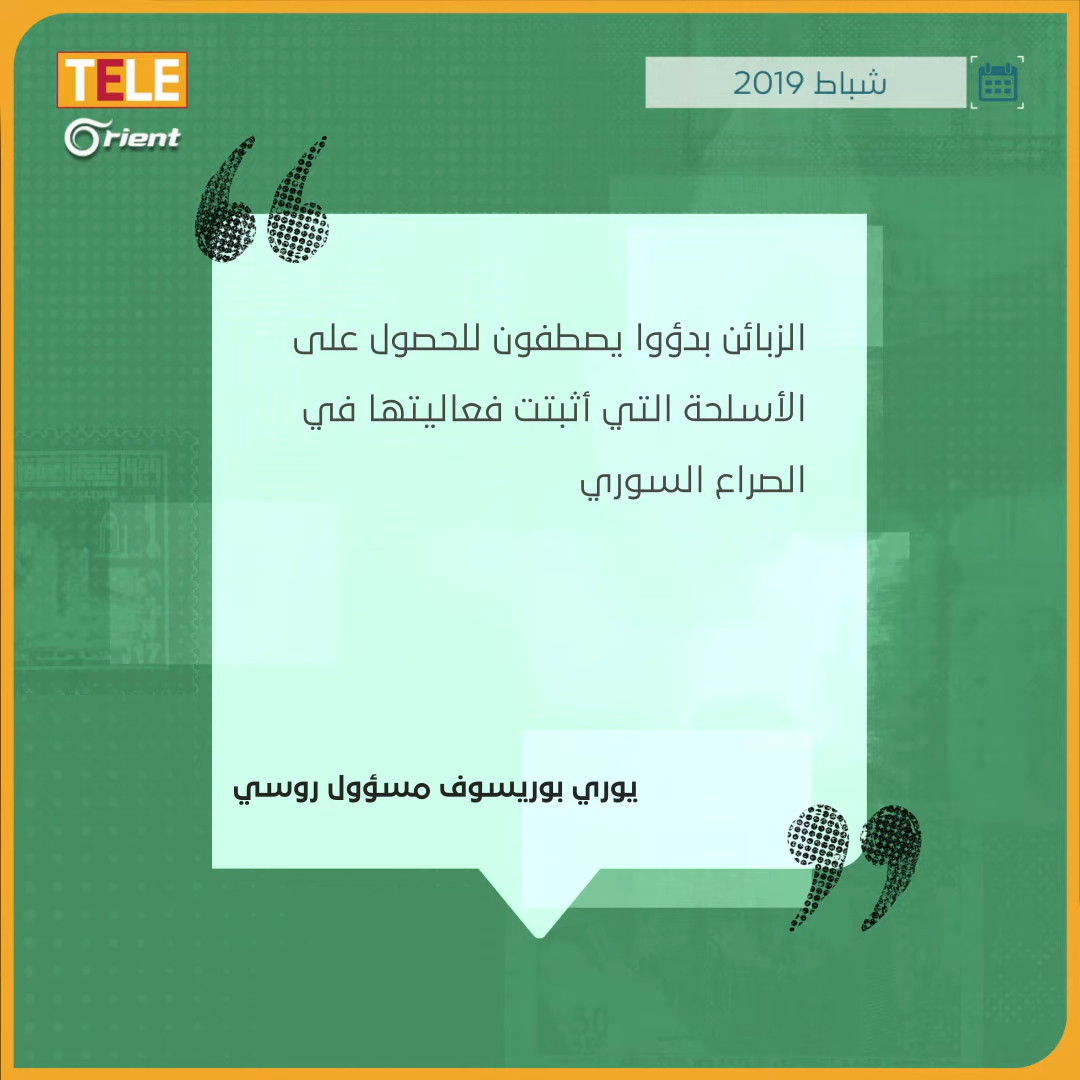 TELE
Orient
شباط 2019
الزبائن بدؤوا يصطفون للحصول على
الأسلحة التي أثبتت فعاليتها في
الصراع السوري
يوري بوريسوف مسؤول روسي
30